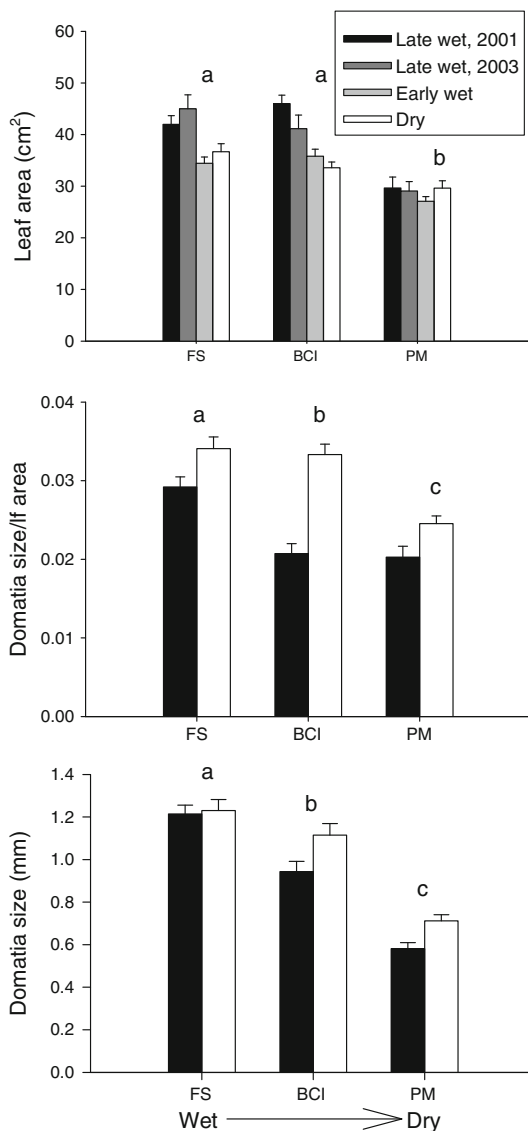 60
50
40
30
20
10
0
Leaf area (cm²)
Late wet, 2001
Late wet, 2003
Early wet
Dry
a
a
b
FS BCI PM
0.04
0.03
0.02
0.01
0.00
Domatia size/lf area
a
b
c
FS BCI PM
1.4
1.2
1.0
0.8
0.6
0.4
0.2
0.0
Domatia size (mm)
a
b
c
FS BCI PM
Wet Dry